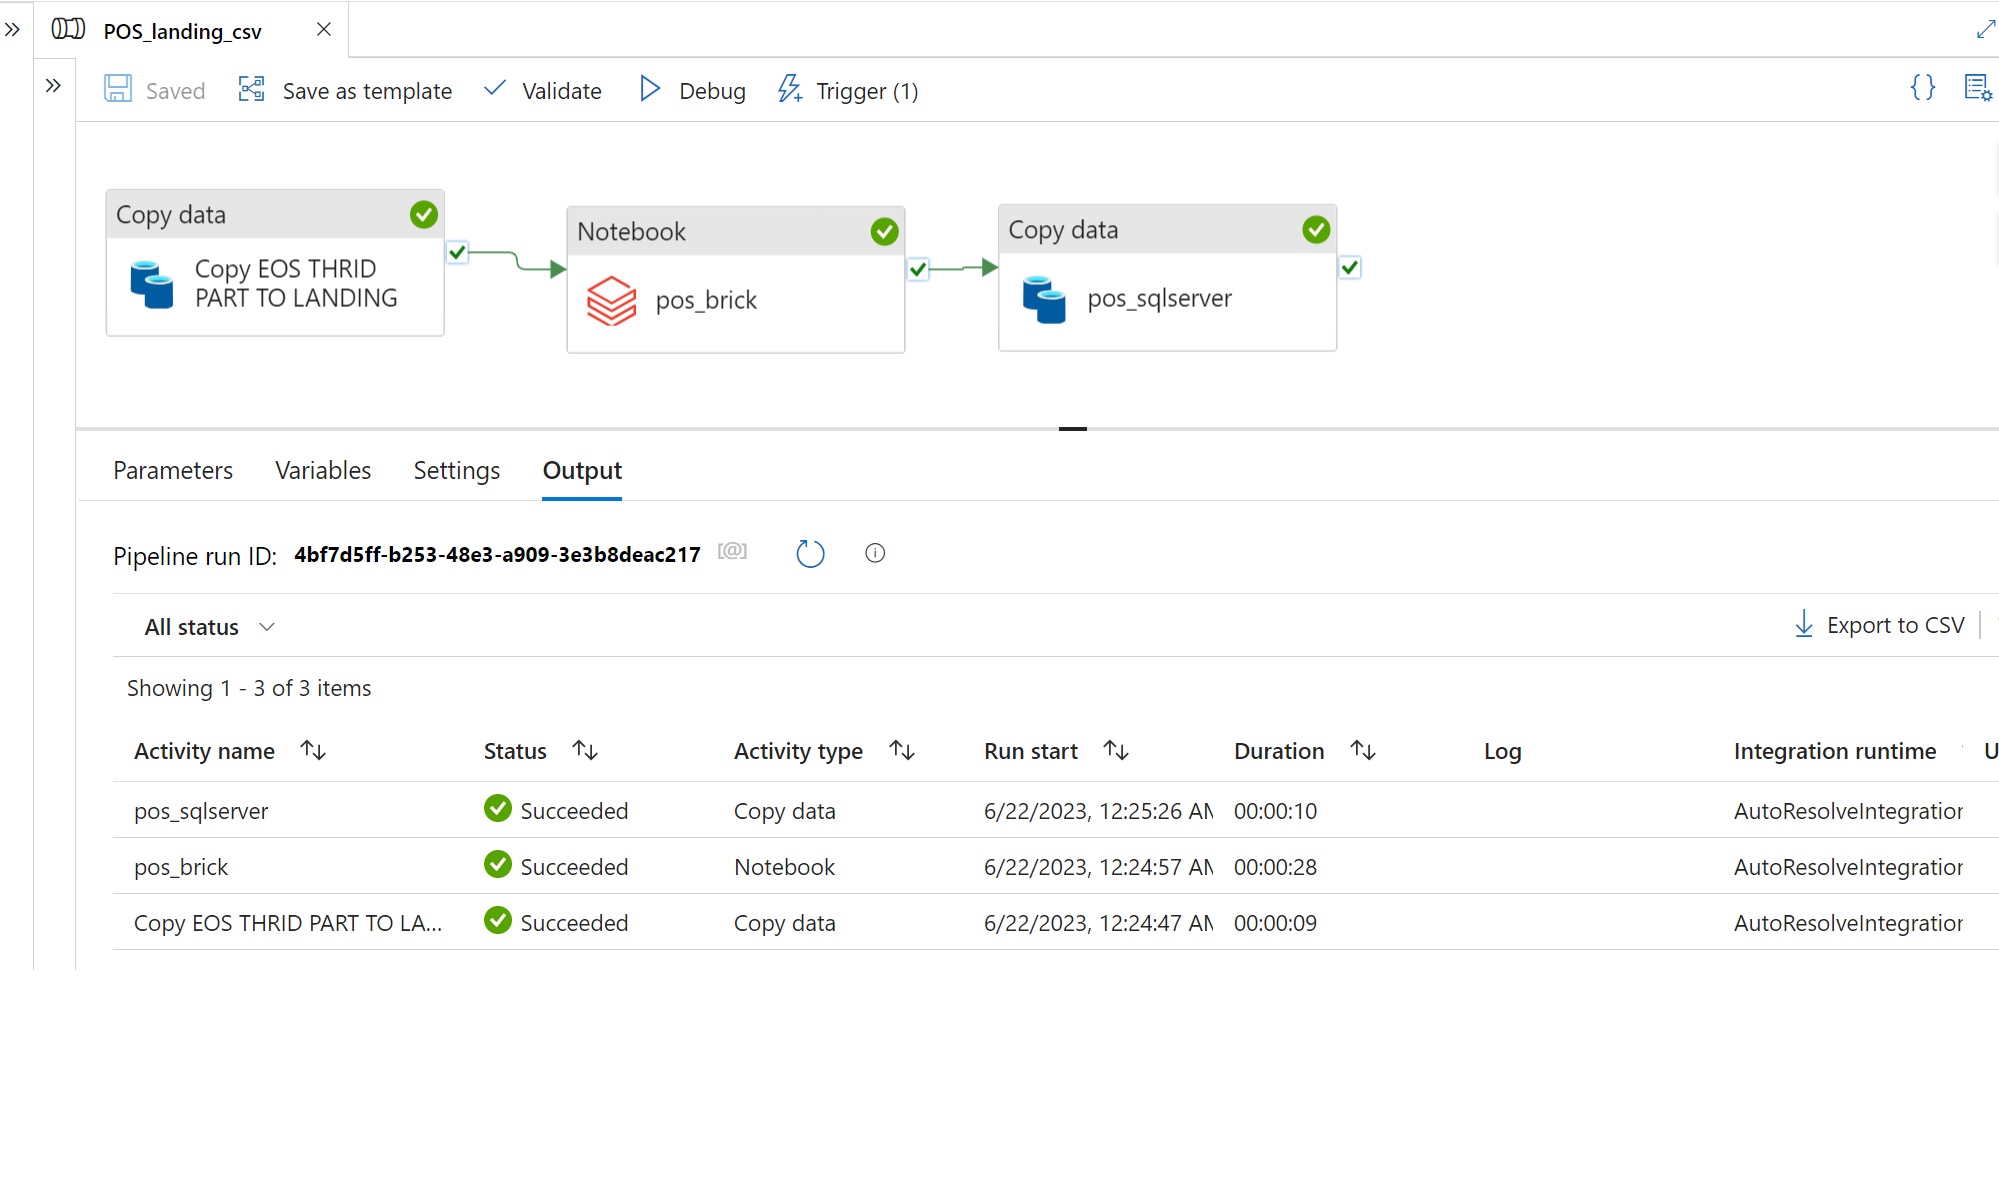 POS_landing_csv
Saved Save as template Validate Debug Trigger (1)
Copy data
Copy EOS THRID
PART TO LANDING
Notebook
pos_brick
Copy data
pos_sqlserver
Parameters Variables Settings Output
Pipeline run ID: 4bf7d5ff-b253-48e3-a909-3e3b8deac217 [@]
All status Export to CSV
Showing 1 - 3 of 3 items
Activity name Status Activity type Run start Duration Log Integration runtime U
pos_sqlserver Succeeded Copy data 6/22/2023, 12:25:26 AM 00:00:10 AutoResolveIntegration
pos_brick Succeeded Notebook 6/22/2023, 12:24:57 AM 00:00:28 AutoResolveIntegration
Copy EOS THRID PART TO LA... Succeeded Copy data 6/22/2023, 12:24:47 AM 00:00:09 AutoResolveIntegration